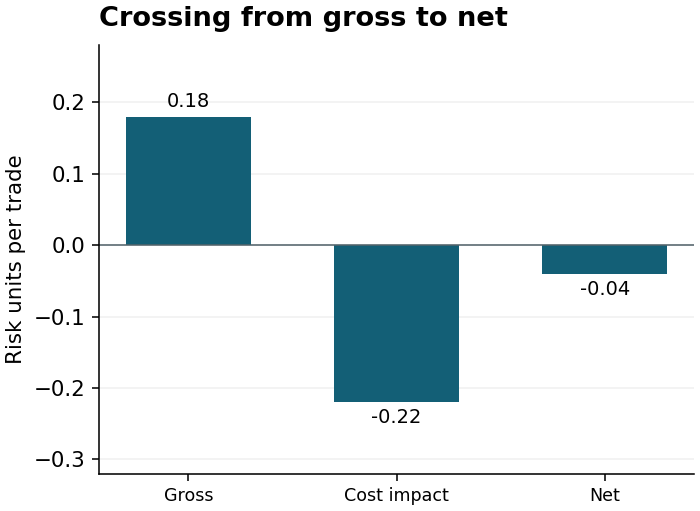 Crossing from gross to net
Risk units per trade
0.2
0.1
0.0
−0.1
−0.2
−0.3
0.18
-0.22
-0.04
Gross
Cost impact
Net